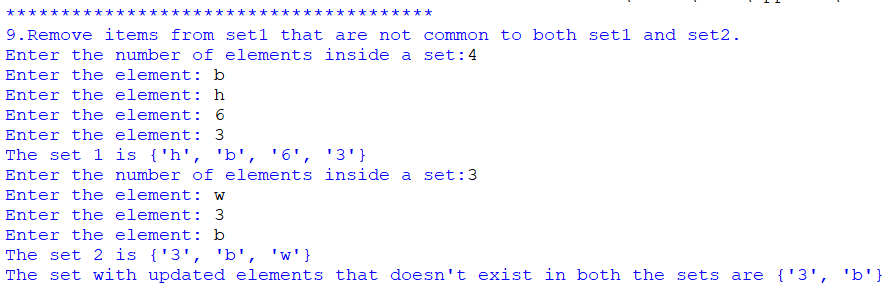 ***************************************
9.Remove items from set1 that are not common to both set1 and set2.
Enter the number of elements inside a set:4
Enter the element: b
Enter the element: h
Enter the element: 6
Enter the element: 3
The set 1 is {'h', 'b', '6', '3'}
Enter the number of elements inside a set:3
Enter the element: w
Enter the element: 3
Enter the element: b
The set 2 is {'3', 'b', 'w'}
The set with updated elements that doesn't exist in both the sets are {'3', 'b'}